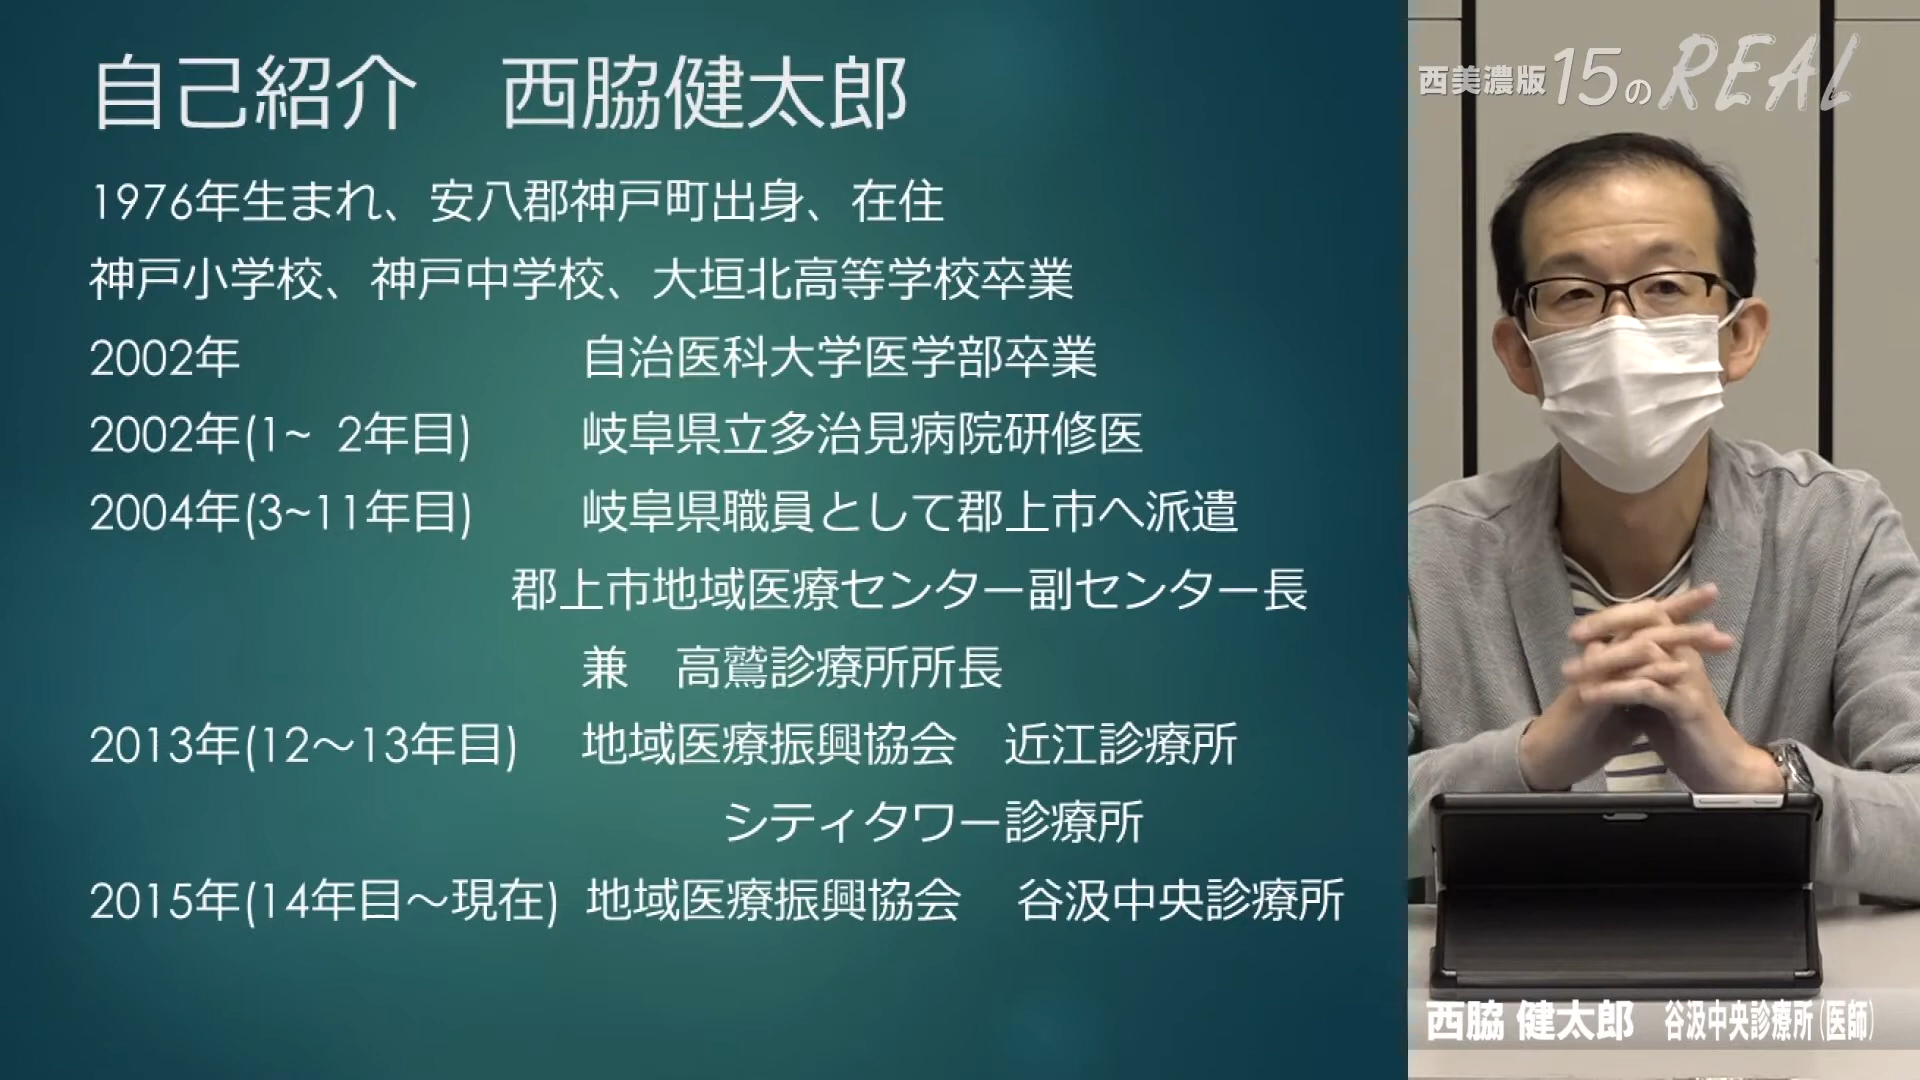 自己紹介　西脇健太郎
1976年生まれ、安八郡神戸町出身、在住
神戸小学校、神戸中学校、大垣北高等学校卒業
2002年　自治医科大学医学部卒業
2002年(1~ 2年目)　岐阜県立多治見病院研修医
2004年(3~11年目)　岐阜県職員として郡上市へ派遣
郡上市地域医療センター副センター長
兼　高鷲診療所所長
2013年(12～13年目)　地域医療振興協会　近江診療所
シティタワー診療所
2015年(14年目～現在)　地域医療振興協会　谷汲中央診療所
西美濃版15のREAL
西脇 健太郎　谷汲中央診療所(医師)